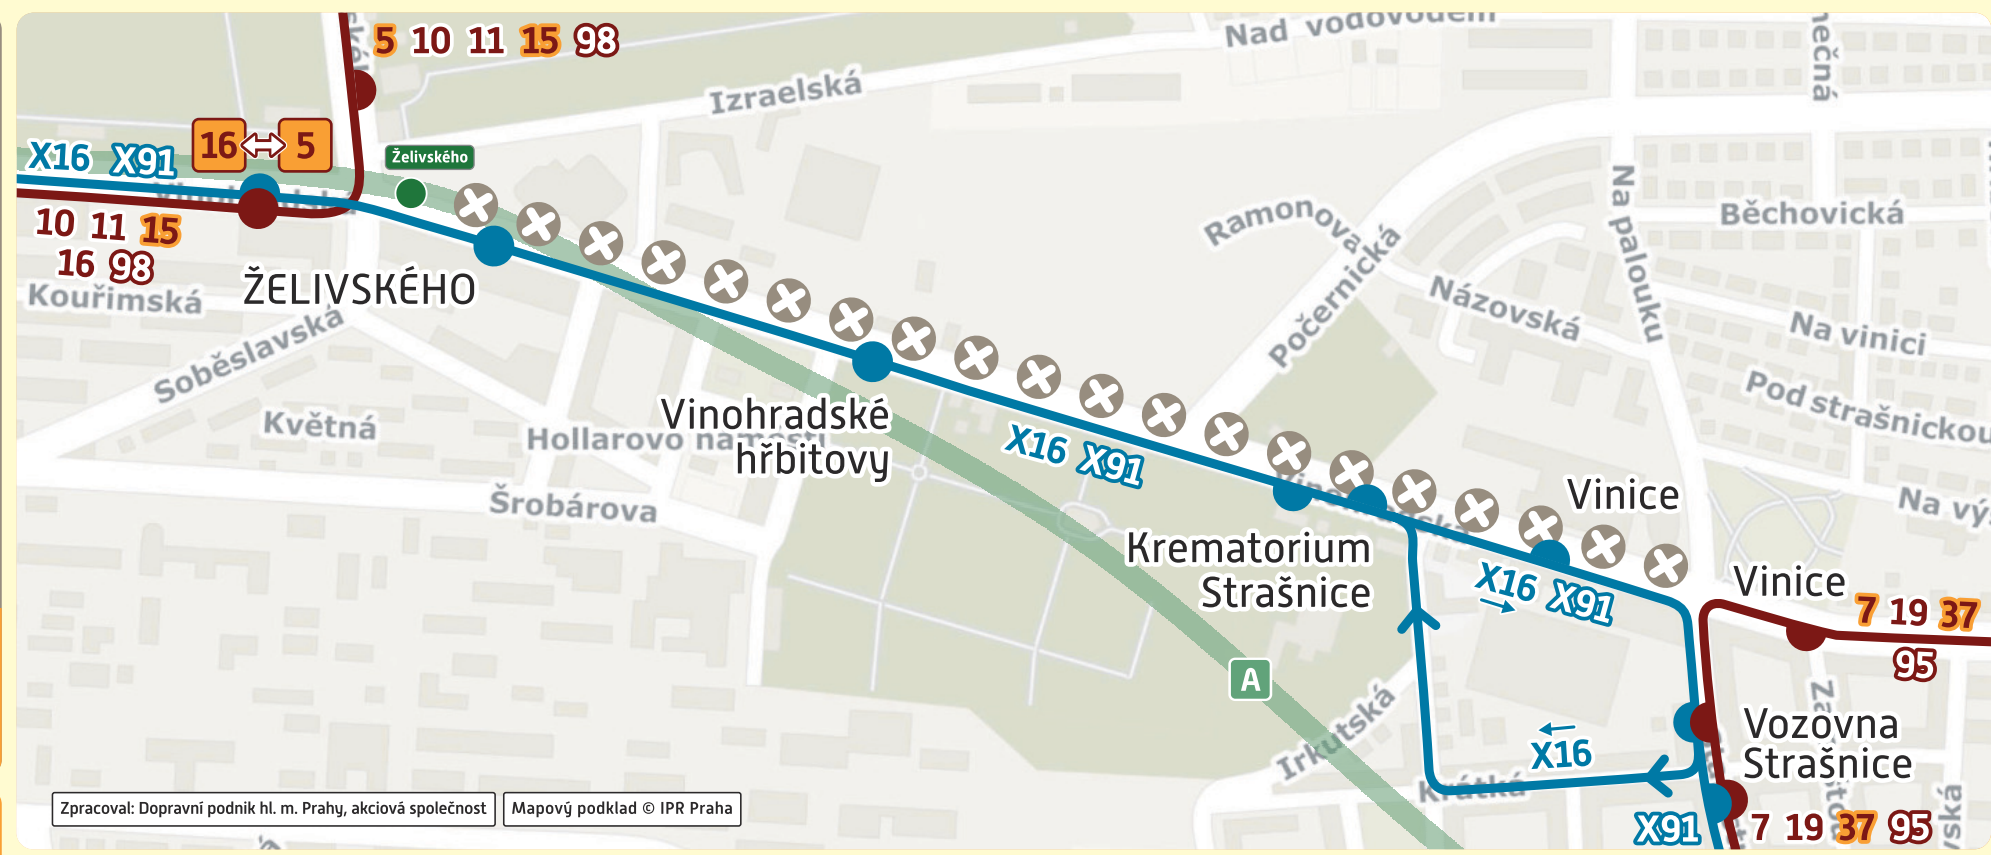 5 10 11 15 98
Nad vodovodem
Izraelská
16 5
X16 X91
Želivského
Vinohradská
10 11 15
16 98
ŽELIVSKÉHO
Kouřimská
Soběslavská
Květná
Hollarovo náměstí
Vinohradské
hřbitovy
Šrobárova
Ramonova
Počernická
Na palouku
Běchovická
Názovská
Na vinici
Pod strašnickou
Na vý
X16 X91
Vinohradská
Vinice
Krematorium
Strašnice
X16 X91
Vinice
7 19 37
95
A
Irkutská
X16
Krátká
Vozovna
Strašnice
X91
7 19 37 95
Zpracoval: Dopravní podnik hl. m. Prahy, akciová společnost
Mapový podklad © IPR Praha